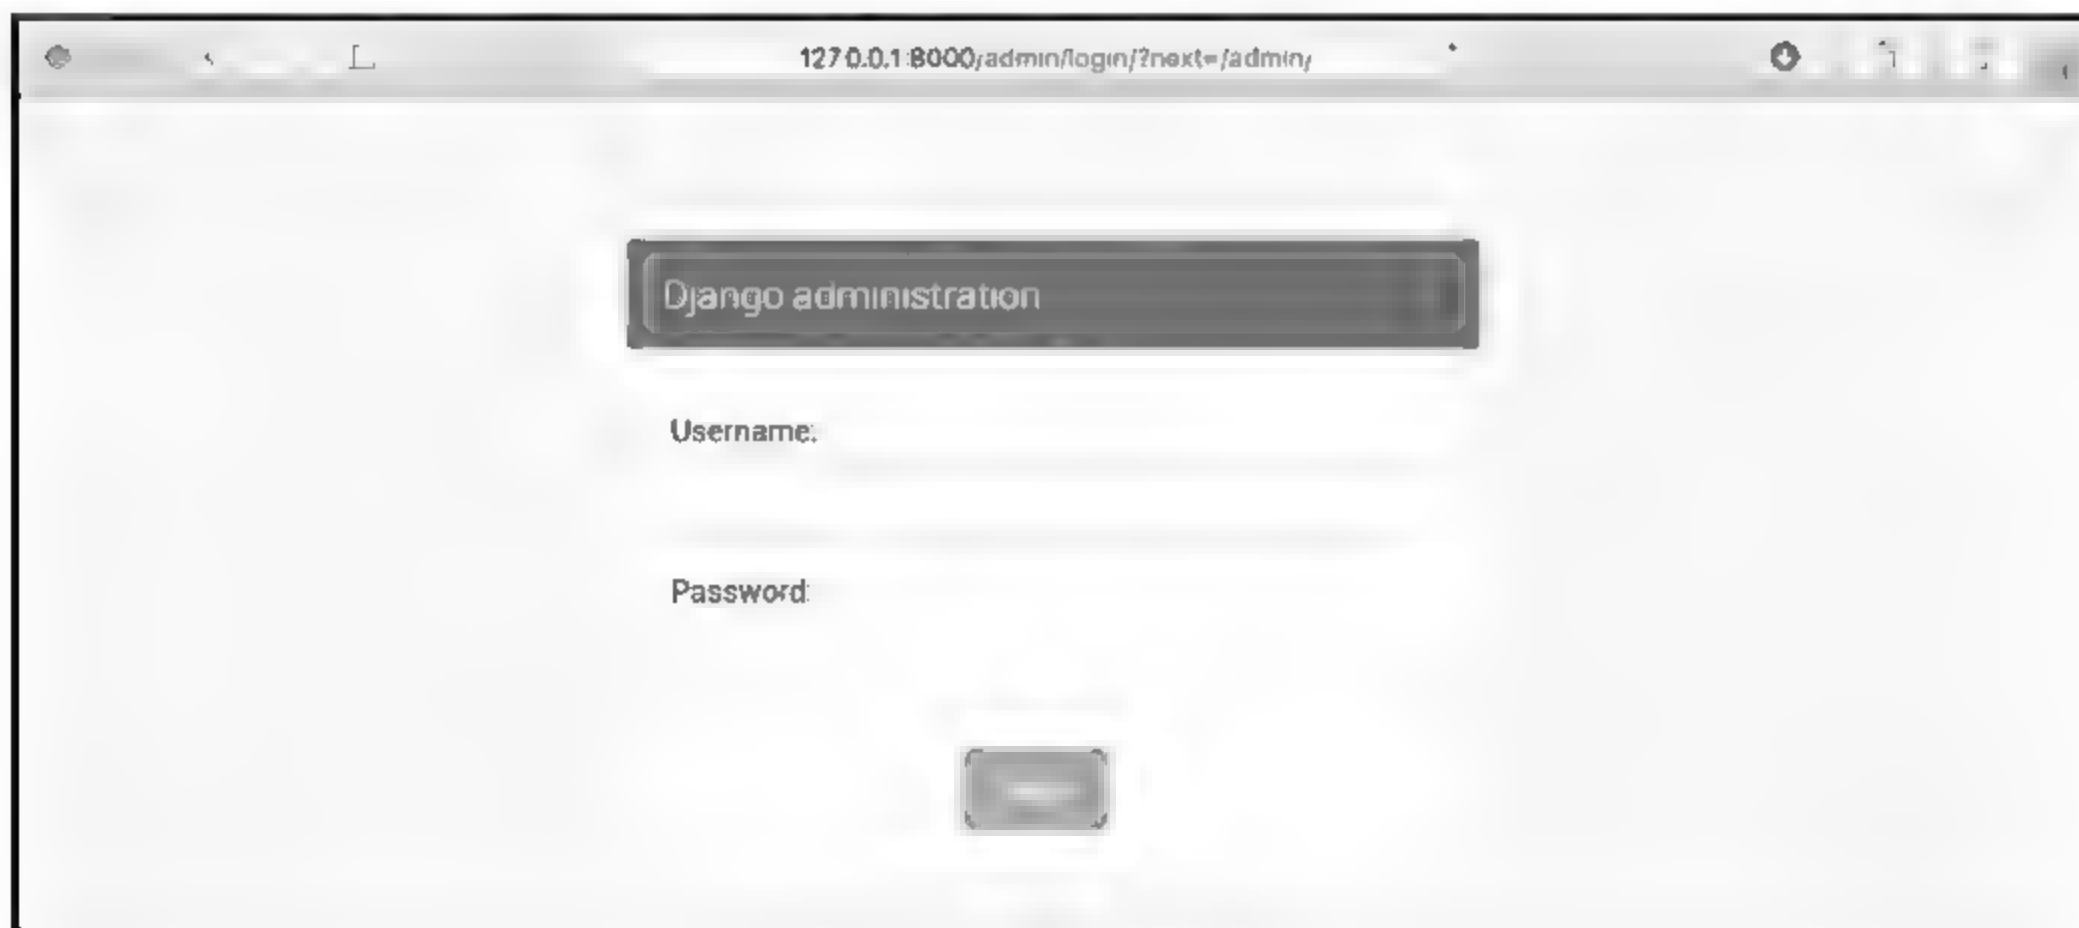 127.0.0.1:8000/admin/login/?next=/admin/
Django administration
Username:
Password: